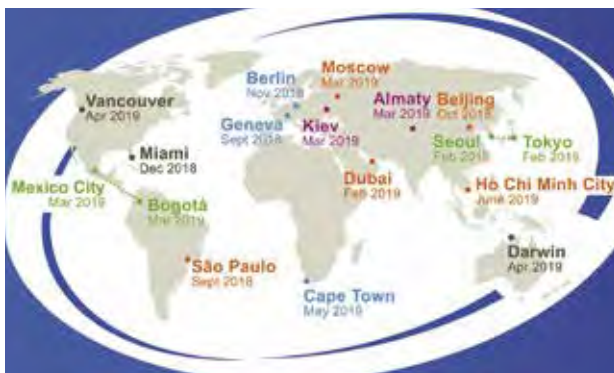 Moscow
Mar 2019
Berlin
Nov 2018
Vancouver
Apr 2019
Almaty
Mar 2019
Beijing
Oct 2018
Geneva
Sept 2018
Kiev
Mar 2019
Seoul
Feb 2019
Tokyo
Feb 2019
Miami
Dec 2018
Dubai
Feb 2019
Mexico City
Mar 2019
Ho Chi Minh City
June 2019
Bogotá
Mar 2019
Darwin
Apr 2019
São Paulo
Sept 2018
Cape Town
May 2019